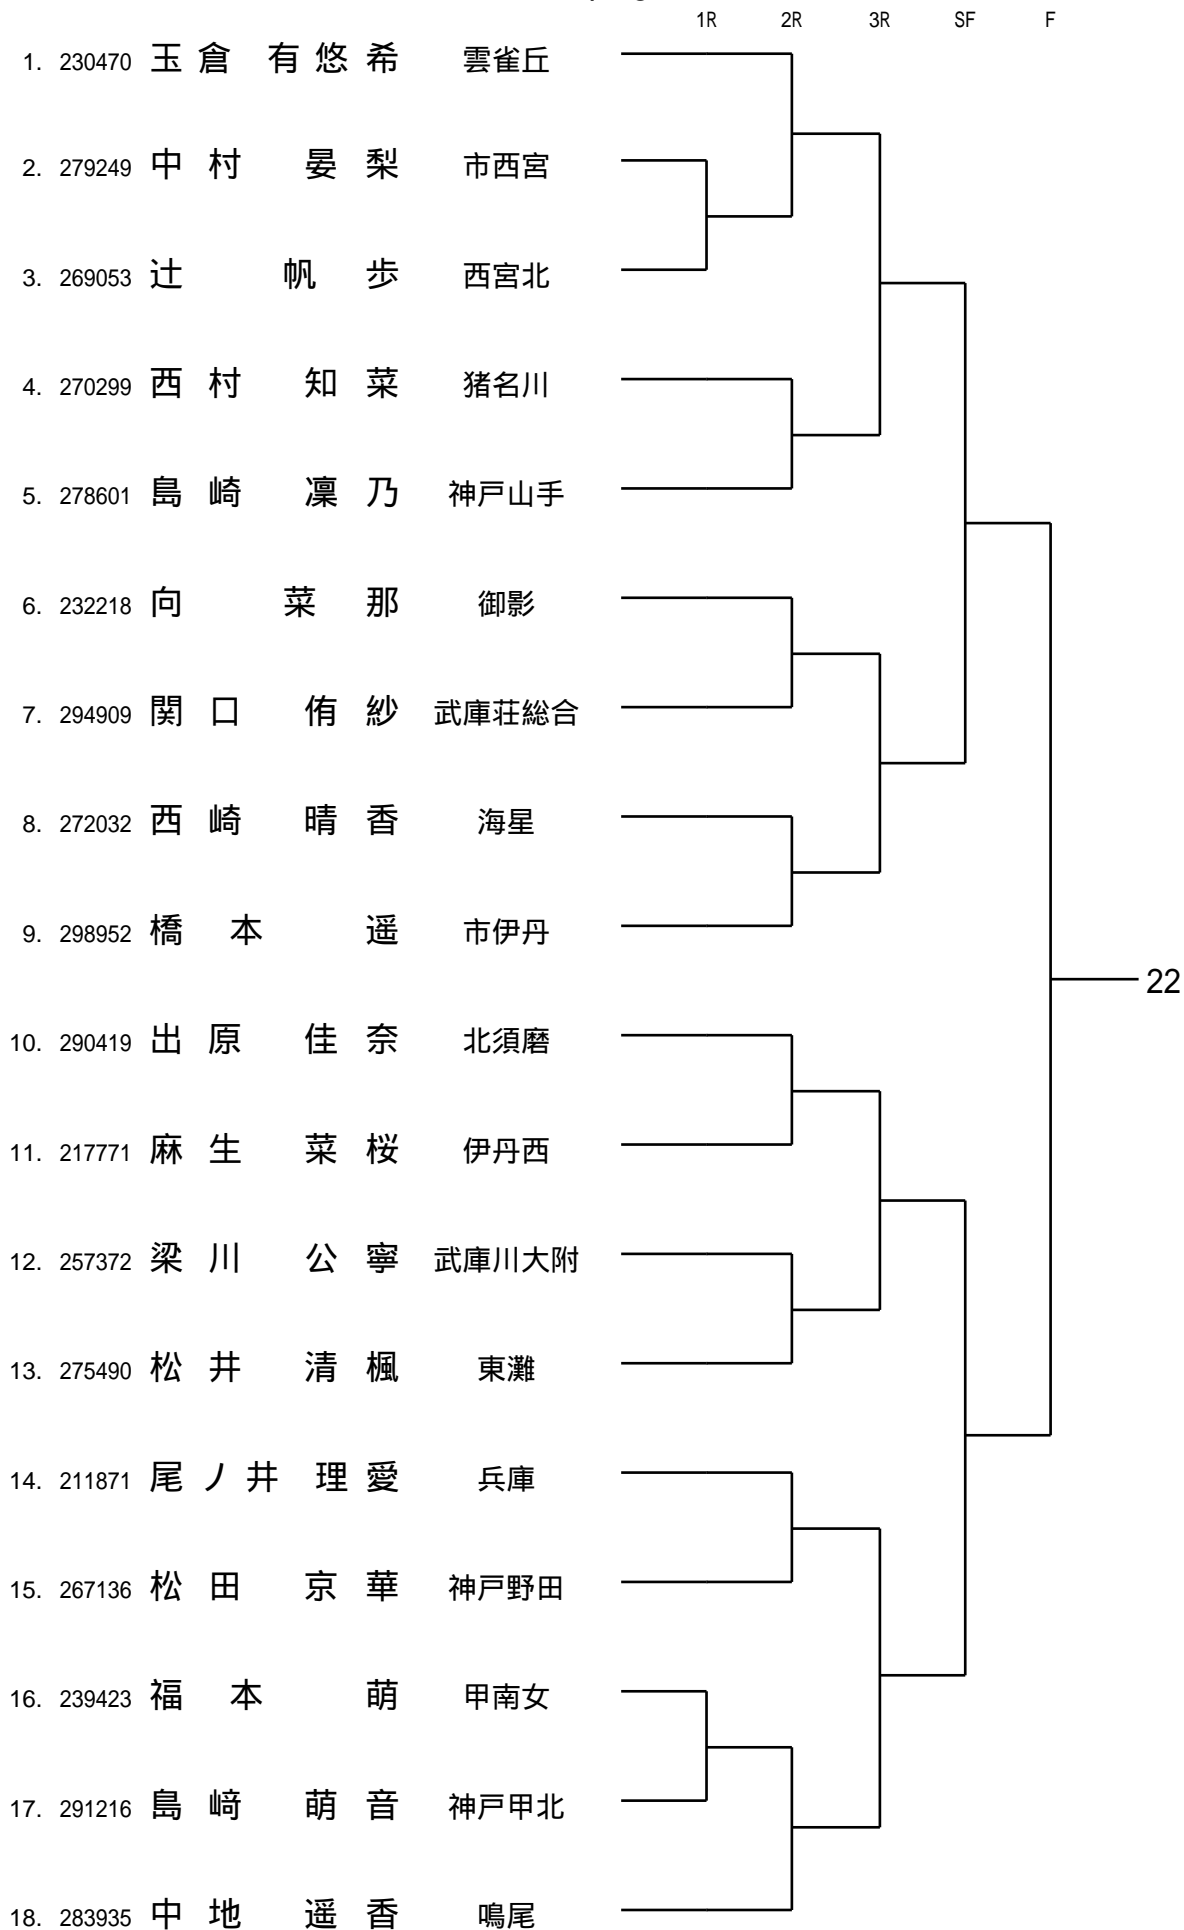 1R 2R 3R SF F
1. 230470 玉倉 有悠希 雲雀丘
2. 279249 中村 晏梨 市西宮
3. 269053 辻 帆歩 西宮北
4. 270299 西村 知菜 猪名川
5. 278601 島崎 凜乃 神戸山手
6. 232218 向 菜那 御影
7. 294909 関口 侑紗 武庫荘総合
8. 272032 西崎 晴香 海星
9. 298952 橋本 遥 市伊丹
22
10. 290419 出原 佳奈 北須磨
11. 217771 麻生 菜桜 伊丹西
12. 257372 梁川 公寧 武庫川大附
13. 275490 松井 清楓 東灘
14. 211871 尾ノ井 理愛 兵庫
15. 267136 松田 京華 神戸野田
16. 239423 福本 萌 甲南女
17. 291216 島﨑 萌音 神戸甲北
18. 283935 中地 遥香 鳴尾